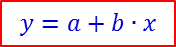 y = a + b · x